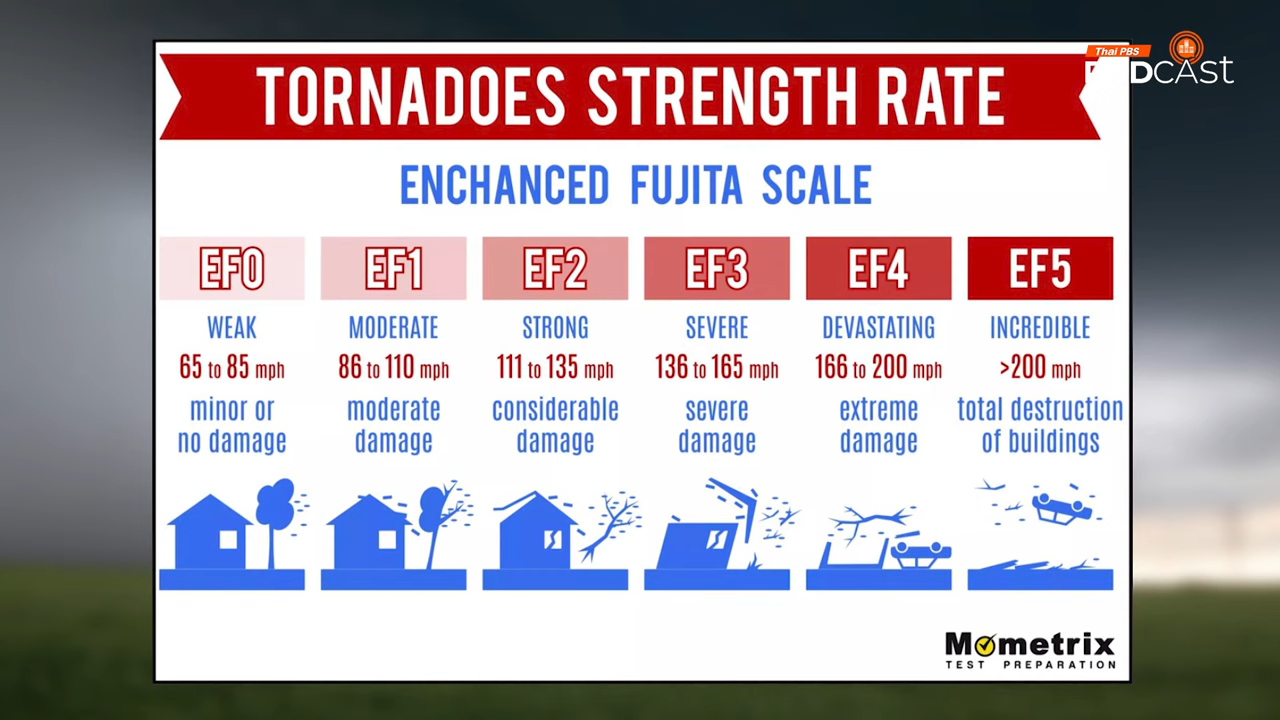 Thai PBS
DCAST
TORNADOES STRENGTH RATE
ENCHANCED FUJITA SCALE
EF0 EF1 EF2 EF3 EF4 EF5
WEAK MODERATE STRONG SEVERE DEVASTATING INCREDIBLE
65 to 85 mph 86 to 110 mph 111 to 135 mph 136 to 165 mph 166 to 200 mph >200 mph
minor or moderate considerable severe extreme total destruction
no damage damage damage damage damage of buildings
Mometrix
TEST PREPARATION